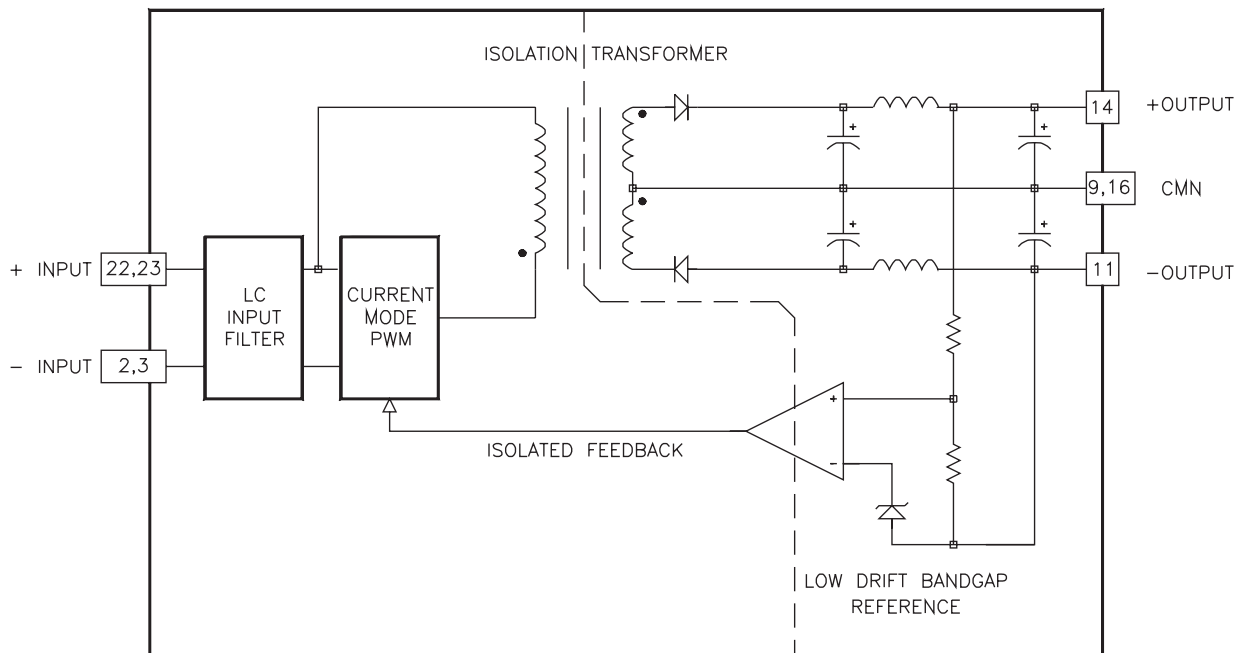 ISOLATION TRANSFORMER
14
+OUTPUT
+
+
9,16
CMN
+
+
11
−OUTPUT
+ INPUT
22,23
LC
INPUT
FILTER
CURRENT
MODE
PWM
− INPUT
2,3
+
−
ISOLATED FEEDBACK
LOW DRIFT BANDGAP
REFERENCE